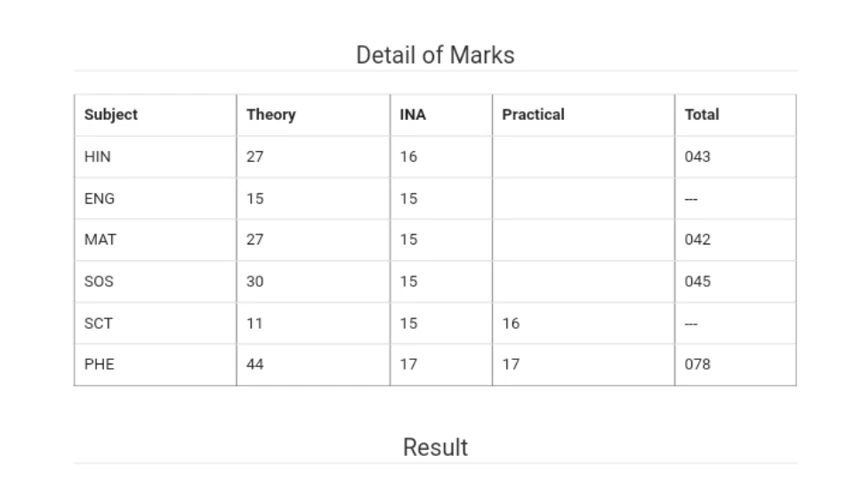 Detail of Marks
Subject Theory INA Practical Total
HIN 27 16 043
ENG 15 15 ---
MAT 27 15 042
SOS 30 15 045
SCT 11 15 16 ---
PHE 44 17 17 078
Result